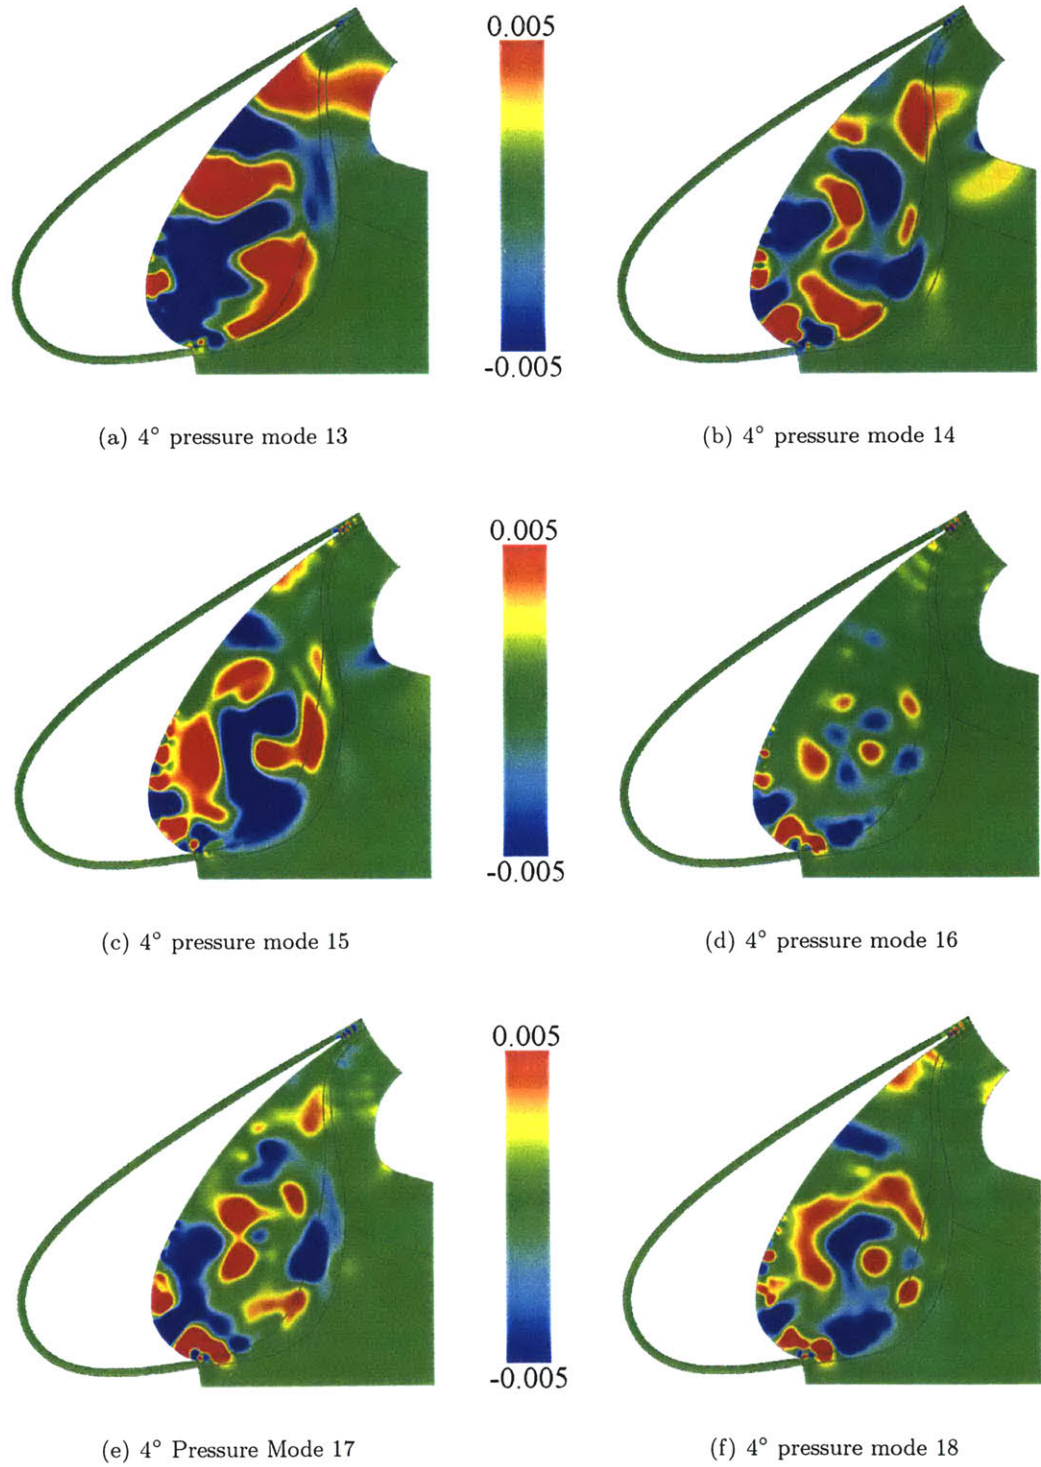 0.005
-0.005
(a) 4° pressure mode 13
(b) 4° pressure mode 14
0.005
-0.005
(c) 4° pressure mode 15
(d) 4° pressure mode 16
0.005
-0.005
(e) 4° Pressure Mode 17
(f) 4° pressure mode 18